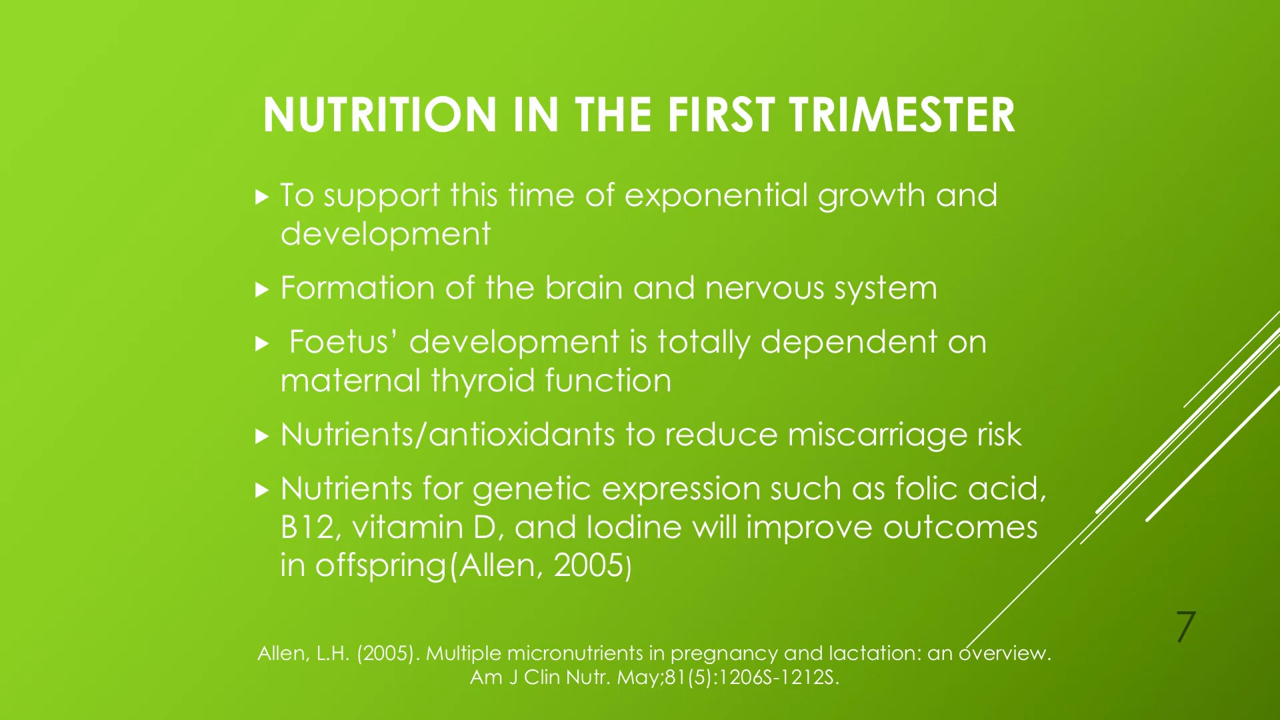 NUTRITION IN THE FIRST TRIMESTER
To support this time of exponential growth and
development
Formation of the brain and nervous system
Foetus’ development is totally dependent on
maternal thyroid function
Nutrients/antioxidants to reduce miscarriage risk
Nutrients for genetic expression such as folic acid,
B12, vitamin D, and Iodine will improve outcomes
in offspring(Allen, 2005)
7
Allen, L.H. (2005). Multiple micronutrients in pregnancy and lactation: an overview.
Am J Clin Nutr. May;81(5):1206S-1212S.